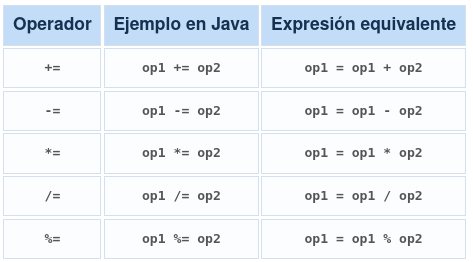 Operador Ejemplo en Java Expresión equivalente
+= op1 += op2 op1 = op1 + op2
-= op1 -= op2 op1 = op1 - op2
*= op1 *= op2 op1 = op1 * op2
/= op1 /= op2 op1 = op1 / op2
%= op1 %= op2 op1 = op1 % op2